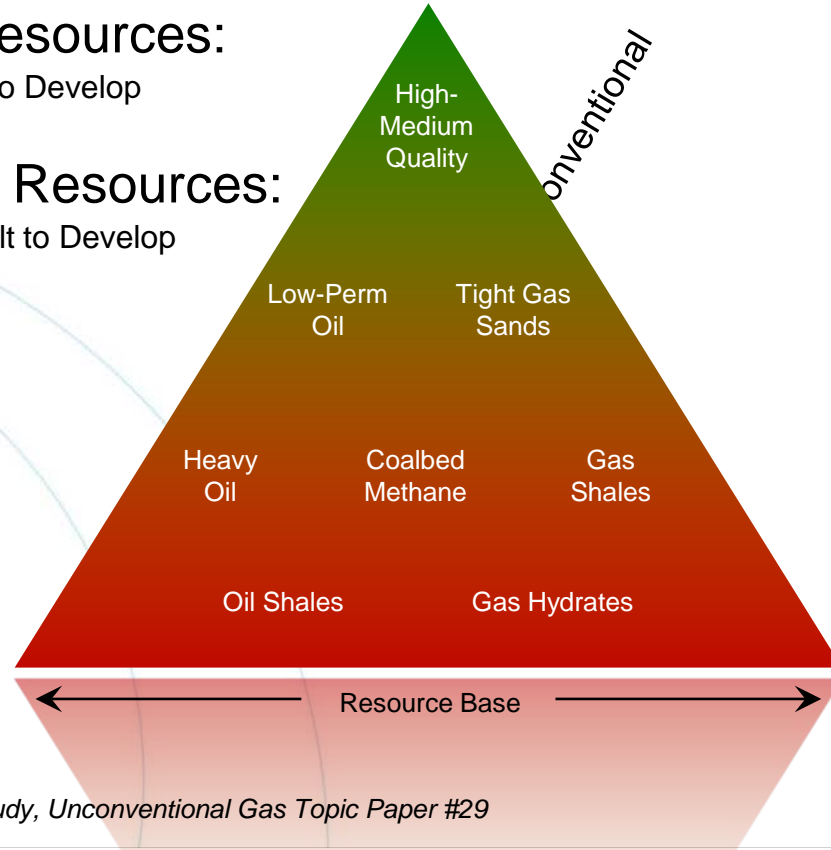 esources:
o Develop
Resources:
lt to Develop
onventional
High-
Medium
Quality
Low-Perm
Oil
Tight Gas
Sands
Heavy
Oil
Coalbed
Methane
Gas
Shales
Oil Shales
Gas Hydrates
Resource Base
udy, Unconventional Gas Topic Paper #29